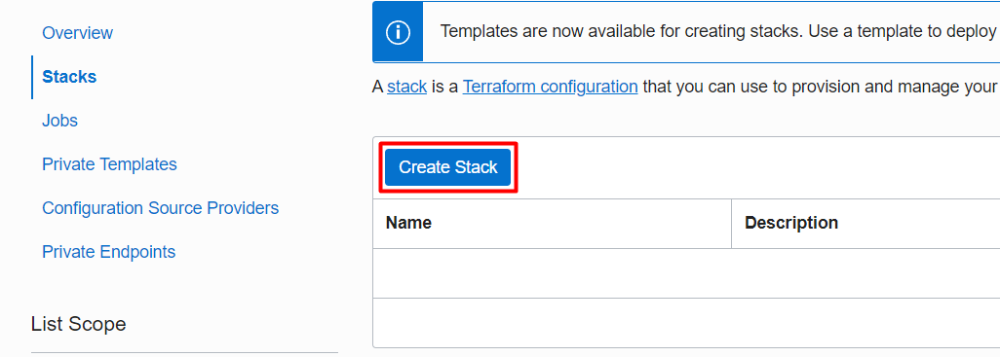 Overview
Stacks
Jobs
Private Templates
Configuration Source Providers
Private Endpoints
List Scope
Templates are now available for creating stacks. Use a template to deploy
A stack is a Terraform configuration that you can use to provision and manage your
Create Stack
Name
Description